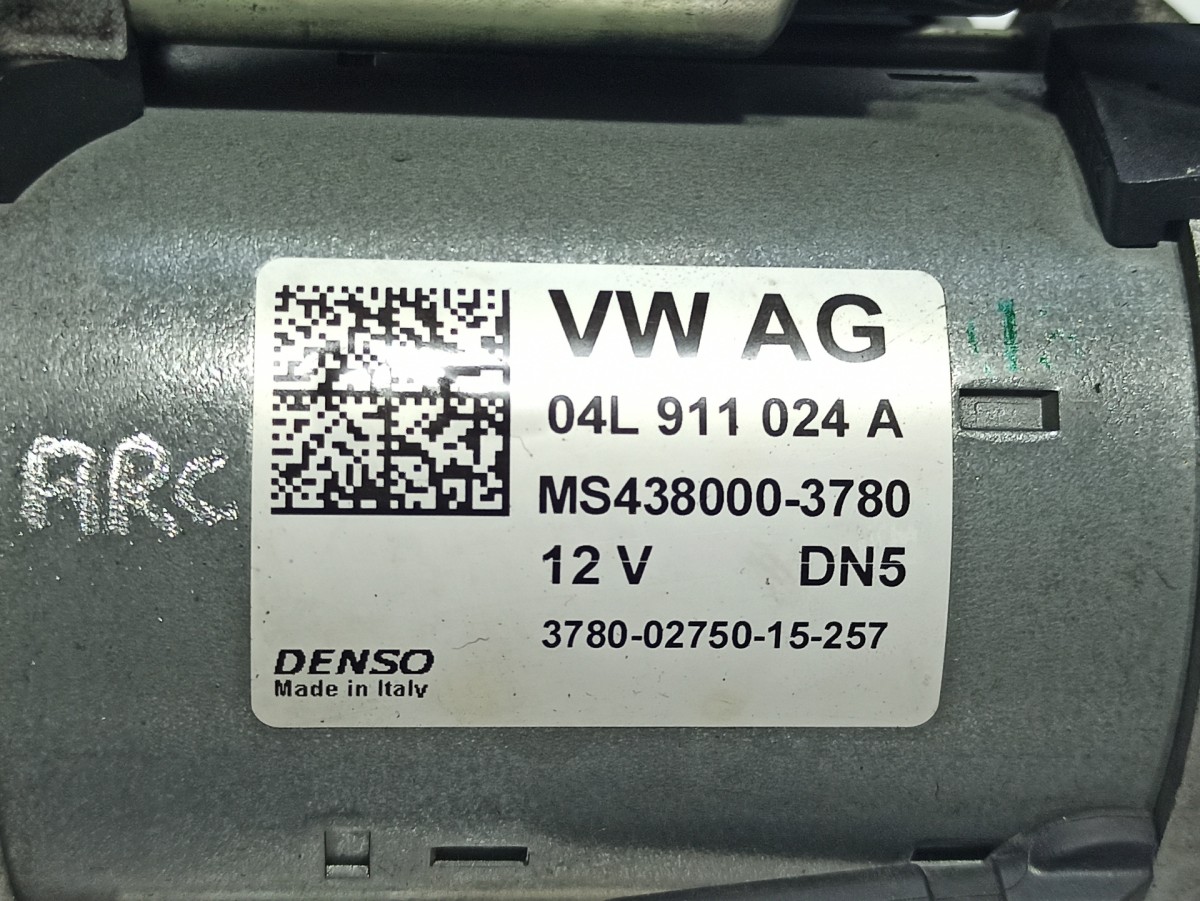 VW AG
04L 911 024 A
MS438000-3780
12 V DN5
3780-02750-15-257
DENSO
Made in Italy
ARC